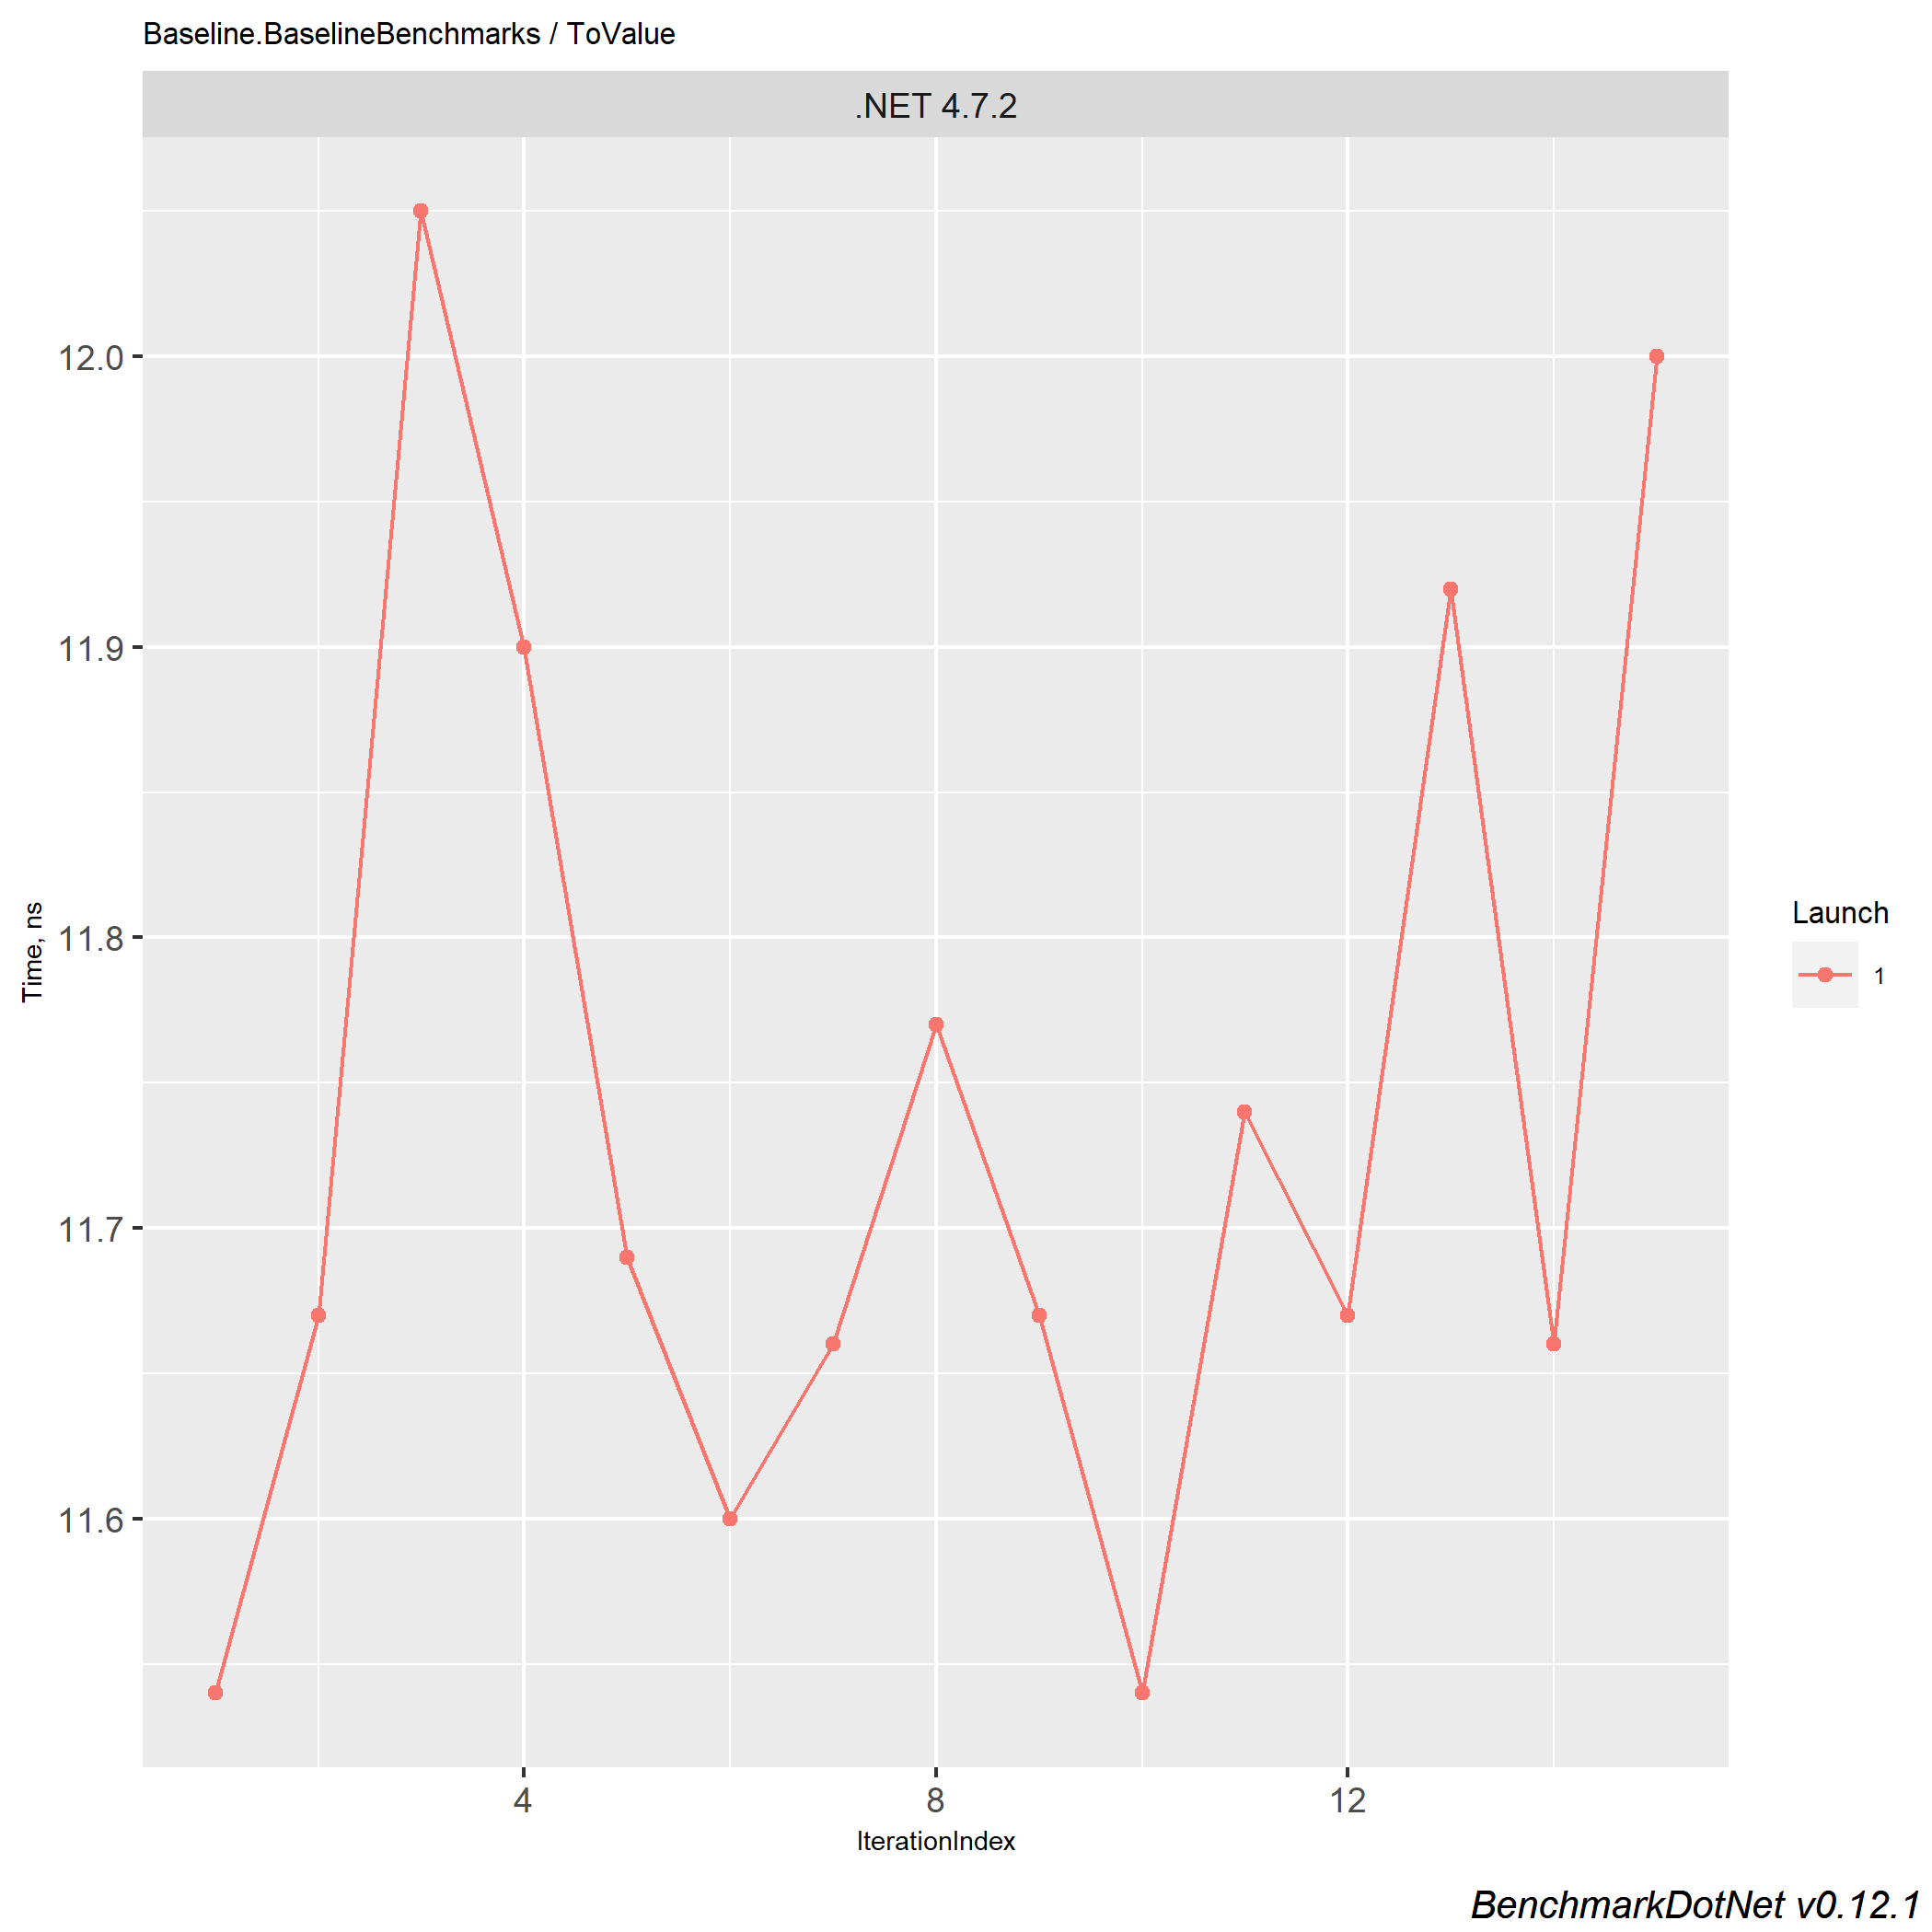 Baseline.BaselineBenchmarks / ToValue
.NET 4.7.2
12.0
11.9
11.8
11.7
11.6
Time, ns
4 8 12
IterationIndex
Launch
1
BenchmarkDotNet v0.12.1